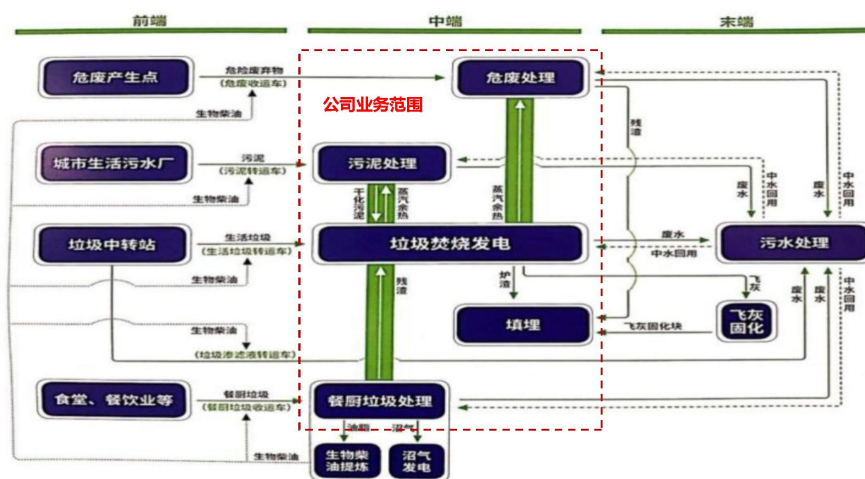 前端
中端
末端
危废产生点
危险废弃物
(危废收运车)
危废处理
公司业务范围
生物柴油
残渣
城市生活污水厂
污泥
(污泥转运车)
污泥处理
生物柴油
干化污泥
蒸汽余热
蒸汽余热
废水
中水回用
废水
中水回用
垃圾中转站
生活垃圾
(生活垃圾转运车)
垃圾焚烧发电
废水
中水回用
污水处理
生物柴油
残渣
炉渣
飞灰
废水
废水
中水回用
填埋
飞灰固化块
飞灰
固化
生物柴油
(垃圾渗滤液转运车)
食堂、餐饮业等
餐厨垃圾
(餐厨垃圾收运车)
餐厨垃圾处理
油脂
沼气
生物柴油
生物柴
油提炼
沼气
发电